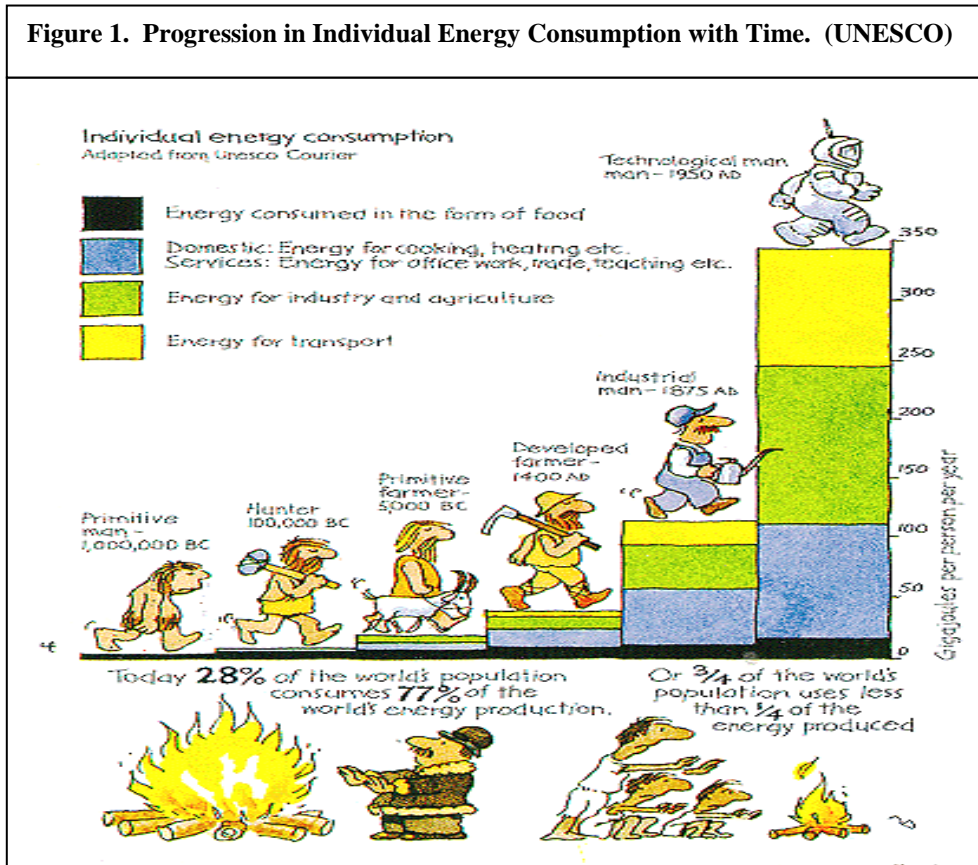 Figure 1. Progression in Individual Energy Consumption with Time. (UNESCO)
Individual energy consumption
Adapted from Unesco Courier
Energy consumed in the form of food
Domestic: Energy for cooking, heating etc.
Services: Energy for office work, trade, teaching etc.
Energy for industry and agriculture
Energy for transport
Primitive
man-
1,000,000 BC
Hunter
100,000 BC
Primitive
farmer-
5,000 BC
Developed
farmer-
1400 AD
Industrial
man-1875 AD
Technological man
man-1950 AD
350
300
250
200
150
100
50
0
Gigajoules per person per year
Today 28% of the world's population
consumes 77% of the
world's energy production.
Or 3/4 of the world's
population uses less
than 1/4 of the
energy produced